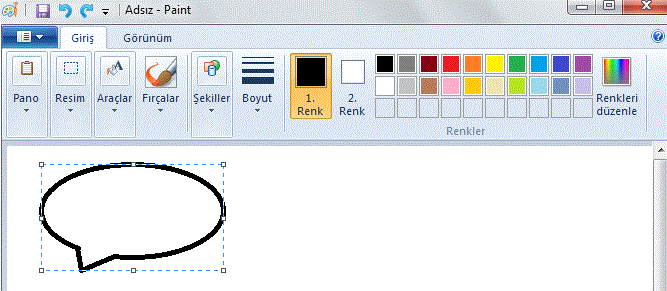 Adsız - Paint
Giriş Görünüm
Pano Resim Araçlar Fırçalar Şekiller Boyut 1. Renk 2. Renk Renkleri düzenle
Renkler